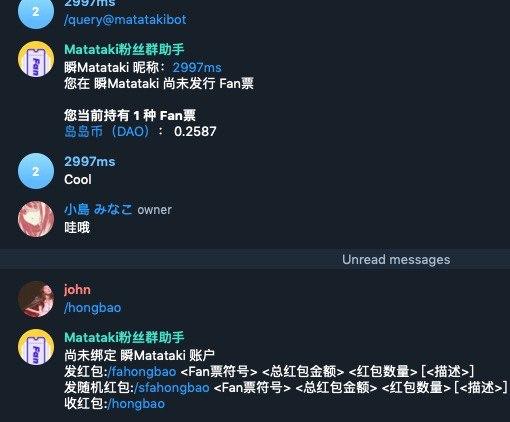 2997ms
2
/query@matatakibot
Matataki粉丝群助手
瞬Matataki 昵称：2997ms
您在 瞬Matataki 尚未发行 Fan票
您当前持有 1 种 Fan票
岛岛币（DAO）： 0.2587
Fan
2997ms
2
Cool
小島 みなこ owner
哇哦
Unread messages
john
/hongbao
Matataki粉丝群助手
尚未绑定 瞬Matataki 账户
发红包:/fahongbao <Fan票符号> <总红包金额> <红包数量> [<描述>]
发随机红包:/sfahongbao <Fan票符号> <总红包金额> <红包数量> [<描述>]
收红包:/hongbao
Fan